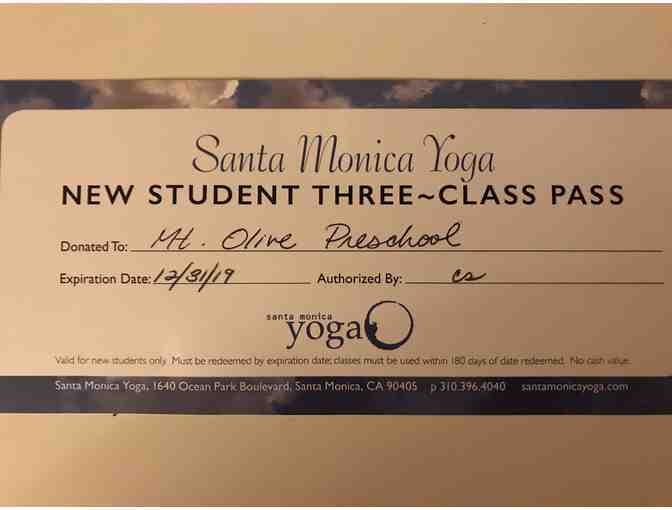 Santa Monica Yoga
NEW STUDENT THREE~CLASS PASS
Donated To: Mt. Olive Preschool
Expiration Date: 12/31/19 Authorized By: cs
santa monica
yoga
Valid for new students only. Must be redeemed by expiration date; classes must be used within 180 days of date redeemed. No cash value.
Santa Monica Yoga, 1640 Ocean Park Boulevard, Santa Monica, CA 90405 p 310.396.4040 santamonicayoga.com